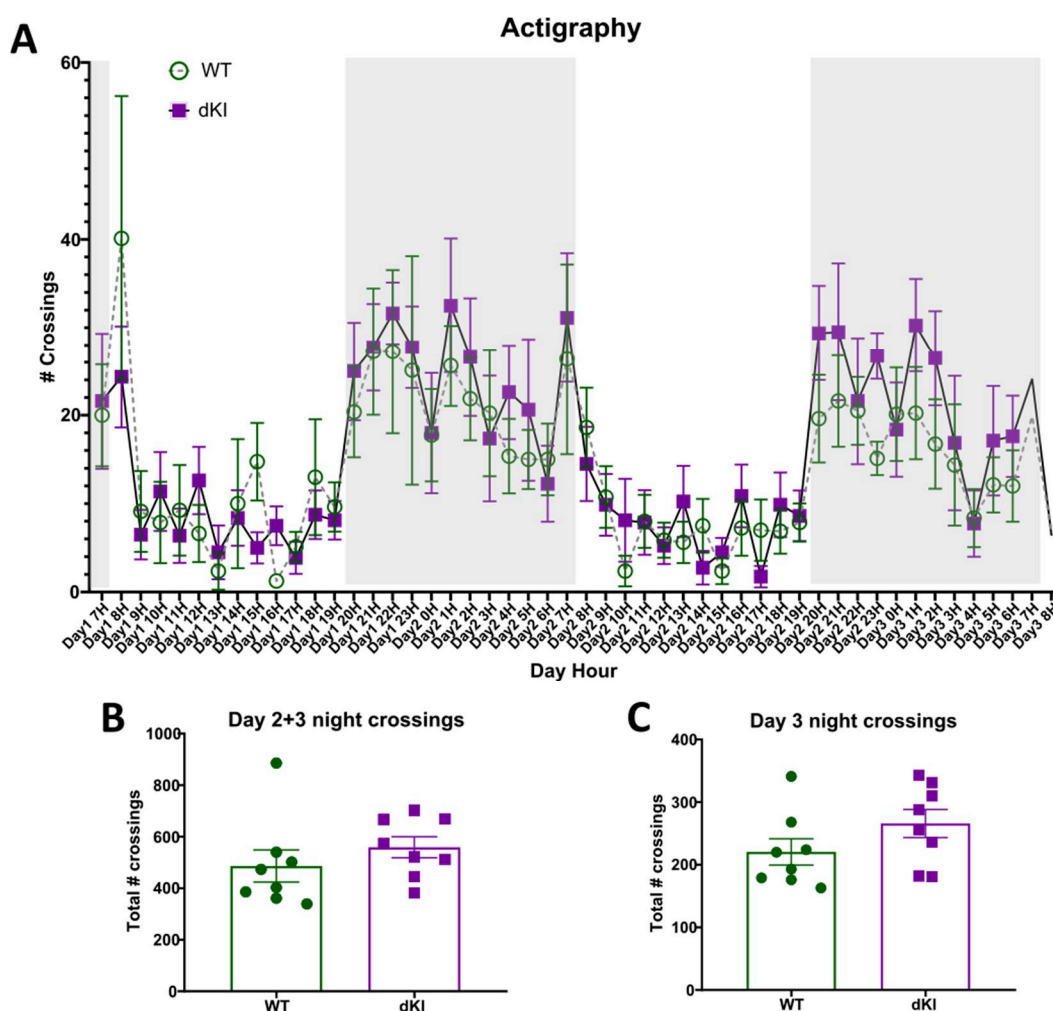 A
Actigraphy
WT
dKI
# Crossings
60
40
20
0
Day1 7H
Day1 8H
Day1 9H
Day1 10H
Day1 11H
Day1 12H
Day1 13H
Day1 14H
Day1 15H
Day1 16H
Day1 17H
Day1 18H
Day1 19H
Day1 20H
Day1 21H
Day1 22H
Day1 23H
Day2 0H
Day2 1H
Day2 2H
Day2 3H
Day2 4H
Day2 5H
Day2 6H
Day2 7H
Day2 8H
Day2 9H
Day2 10H
Day2 11H
Day2 12H
Day2 13H
Day2 14H
Day2 15H
Day2 16H
Day2 17H
Day2 18H
Day2 19H
Day2 20H
Day2 21H
Day2 22H
Day2 23H
Day3 0H
Day3 1H
Day3 2H
Day3 3H
Day3 4H
Day3 5H
Day3 6H
Day3 7H
Day3 8H
Day Hour
B
Day 2+3 night crossings
Total # crossings
1000
800
600
400
200
0
WT
dKI
C
Day 3 night crossings
Total # crossings
400
300
200
100
0
WT
dKI